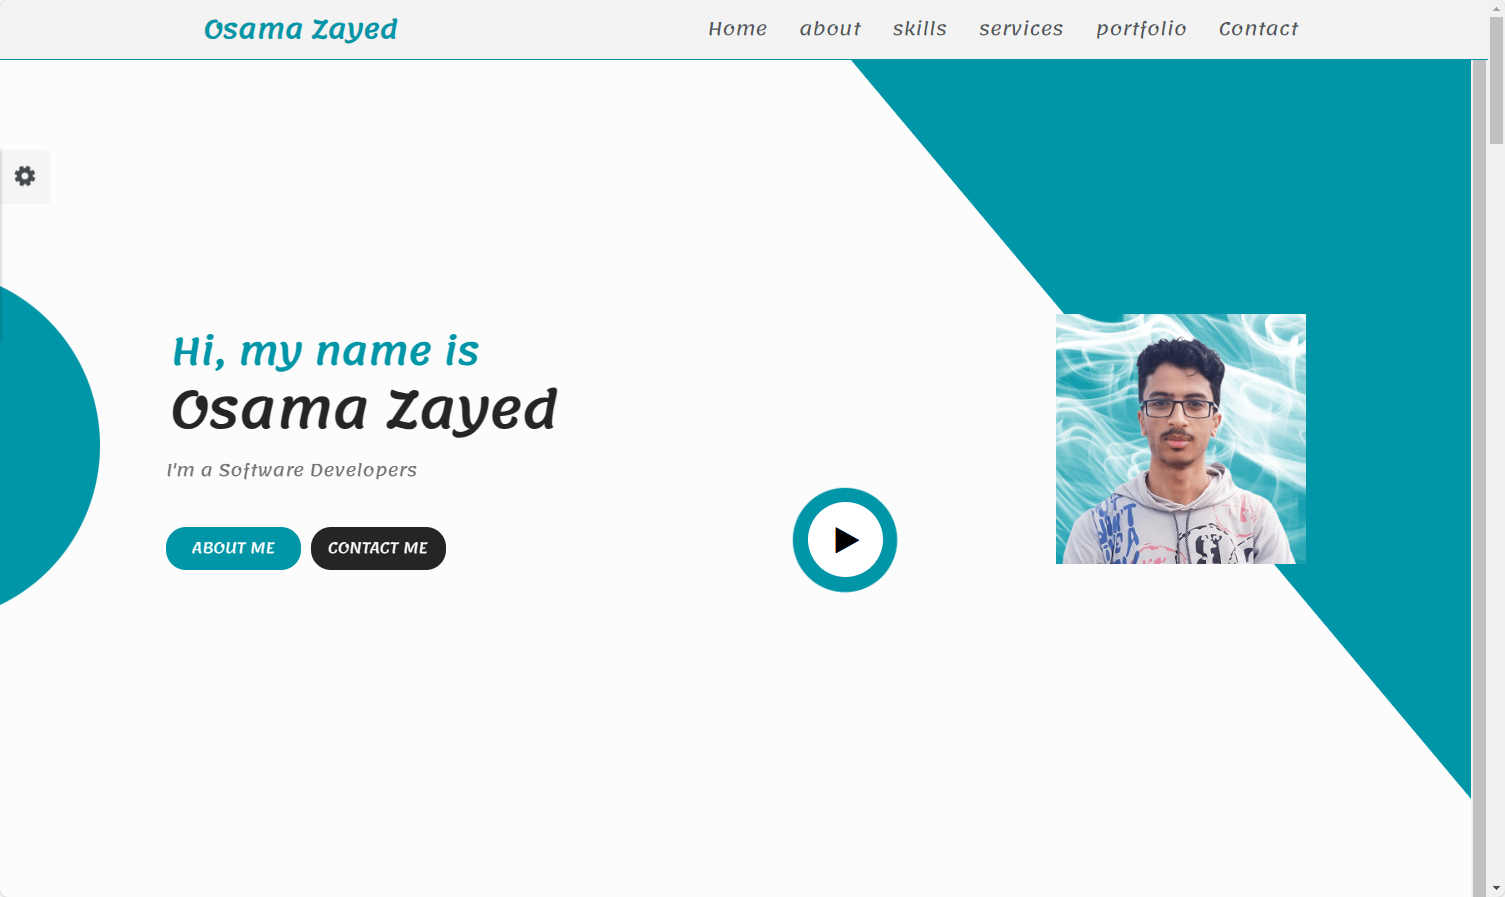 Osama Zayed
Home about skills services portfolio Contact
Hi, my name is
Osama Zayed
I'm a Software Developers
ABOUT ME CONTACT ME